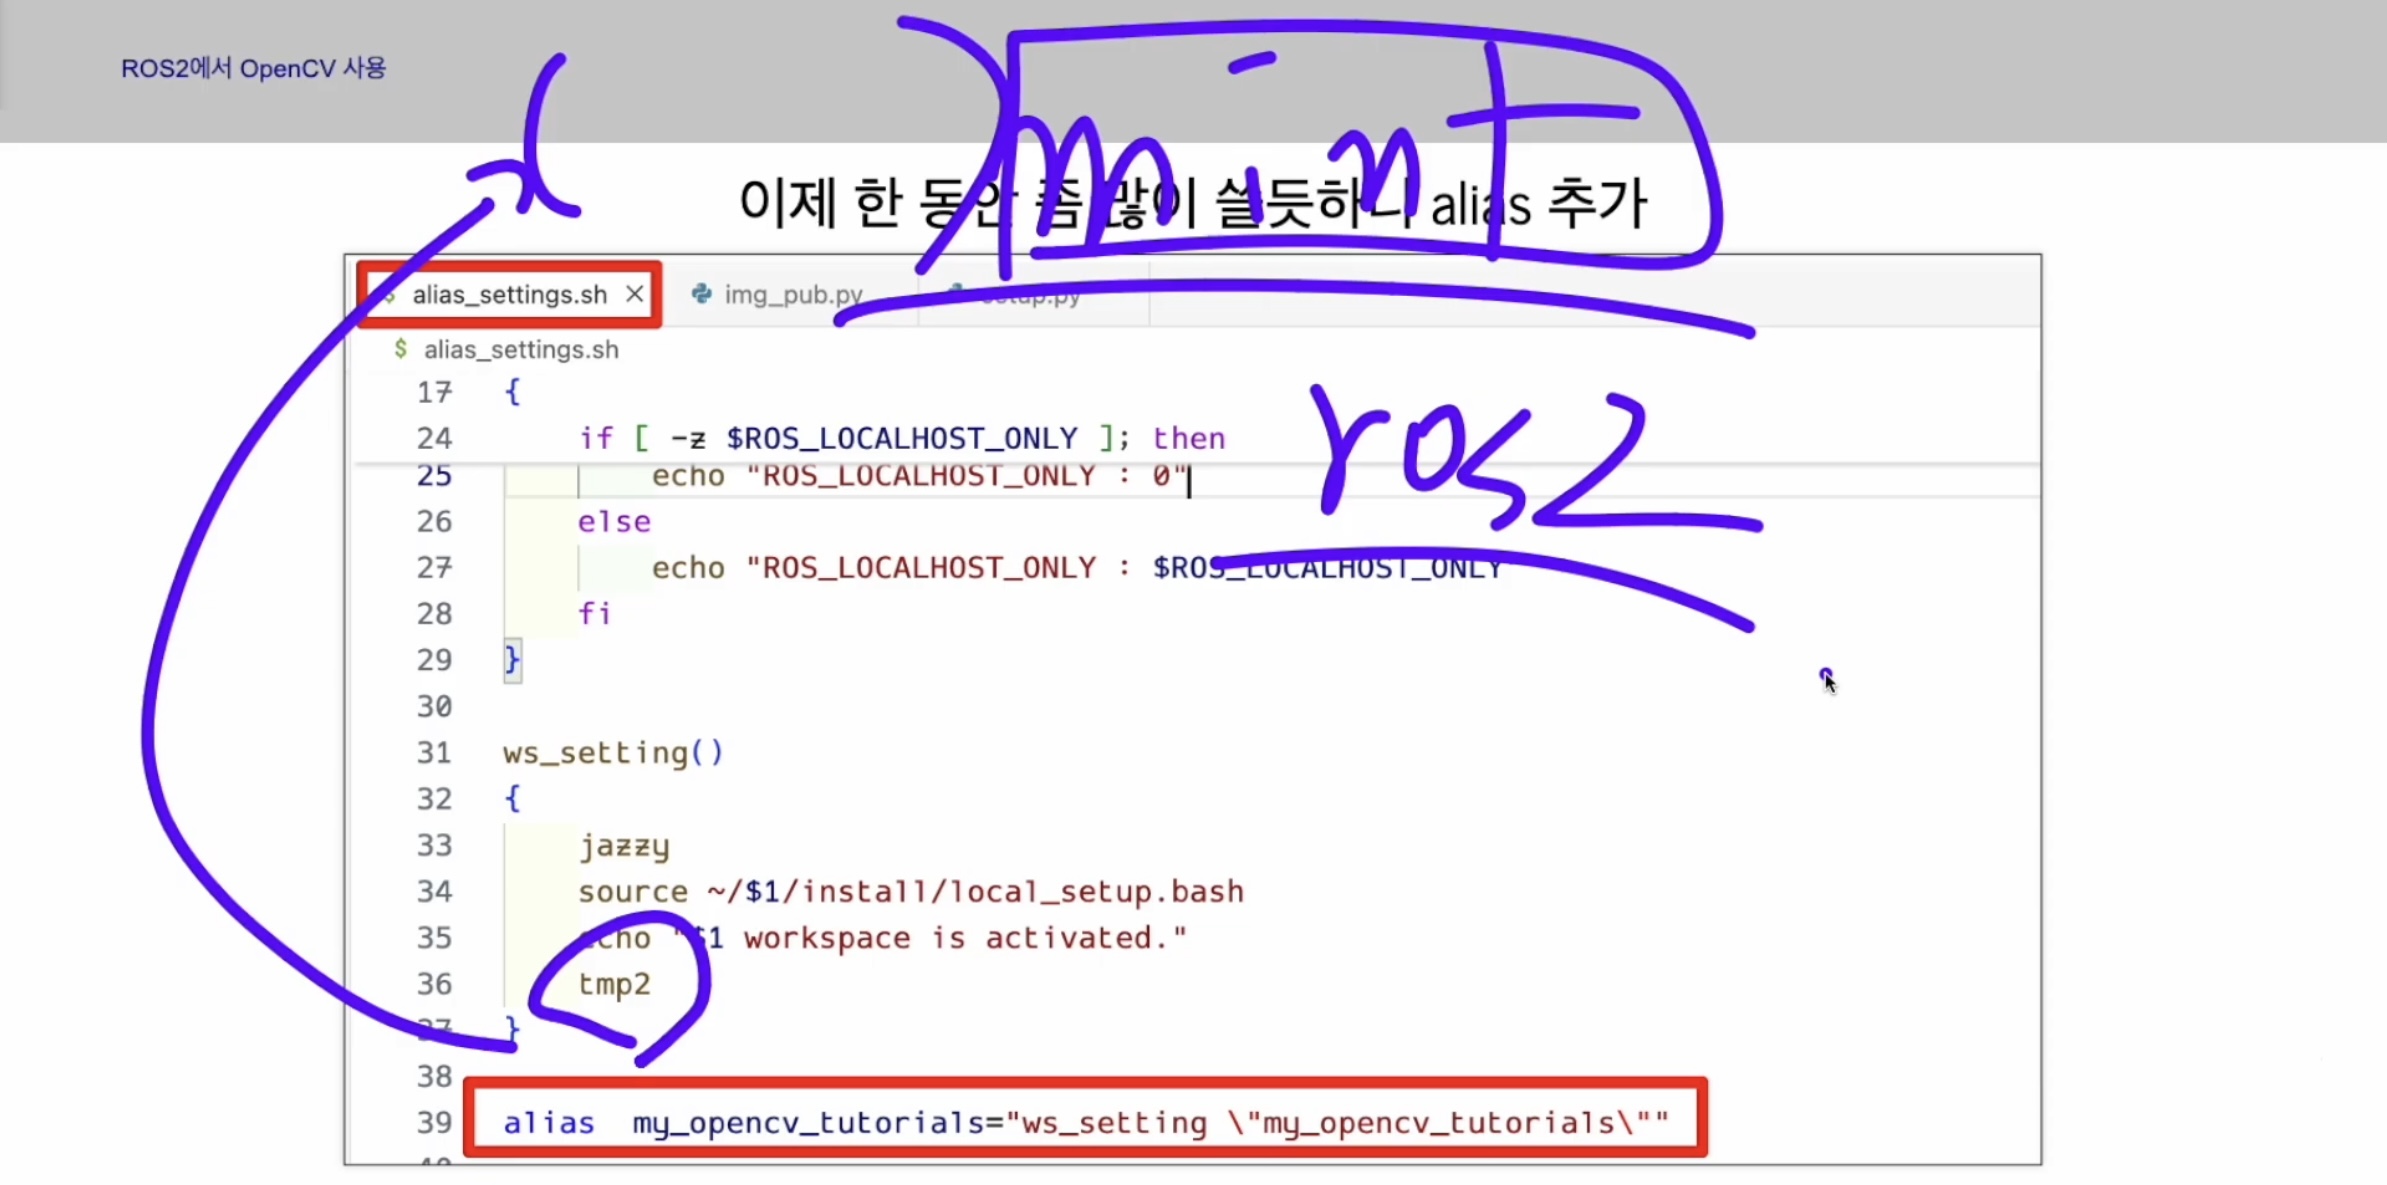 ROS2에서 OpenCV 사용
mint
이제 한 동안 좀 많이 쓸듯하니 alias 추가
alias_settings.sh × img_pub.py setup.py
$ alias_settings.sh
17 {
24 if [ -z $ROS_LOCALHOST_ONLY ]; then
ros2
25 echo "ROS_LOCALHOST_ONLY : 0"
26 else
27 echo "ROS_LOCALHOST_ONLY : $ROS_LOCALHOST_ONLY"
28 fi
29 }
30
31 ws_setting()
32 {
33 jazzy
34 source ~/$1/install/local_setup.bash
35 echo "$1 workspace is activated."
36 tmp2
37 }
38
39 alias my_opencv_tutorials="ws_setting \"my_opencv_tutorials\""